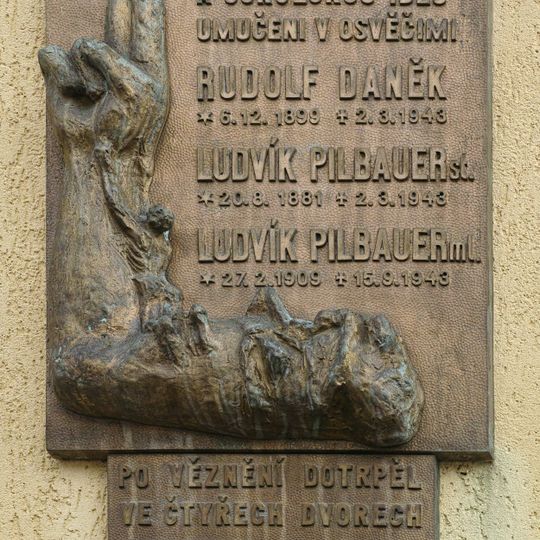 UMUČENI V OSVĚČIMI
RUDOLF DANĚK
* 6.12.1899 + 2.3.1943
LUDVÍK PILBAUER st.
* 20.8.1881 + 2.3.1943
LUDVÍK PILBAUER ml.
* 27.2.1909 + 15.9.1943
PO VĚZNĚNÍ DOTRPĚL
VE ČTYŘECH DVORECH